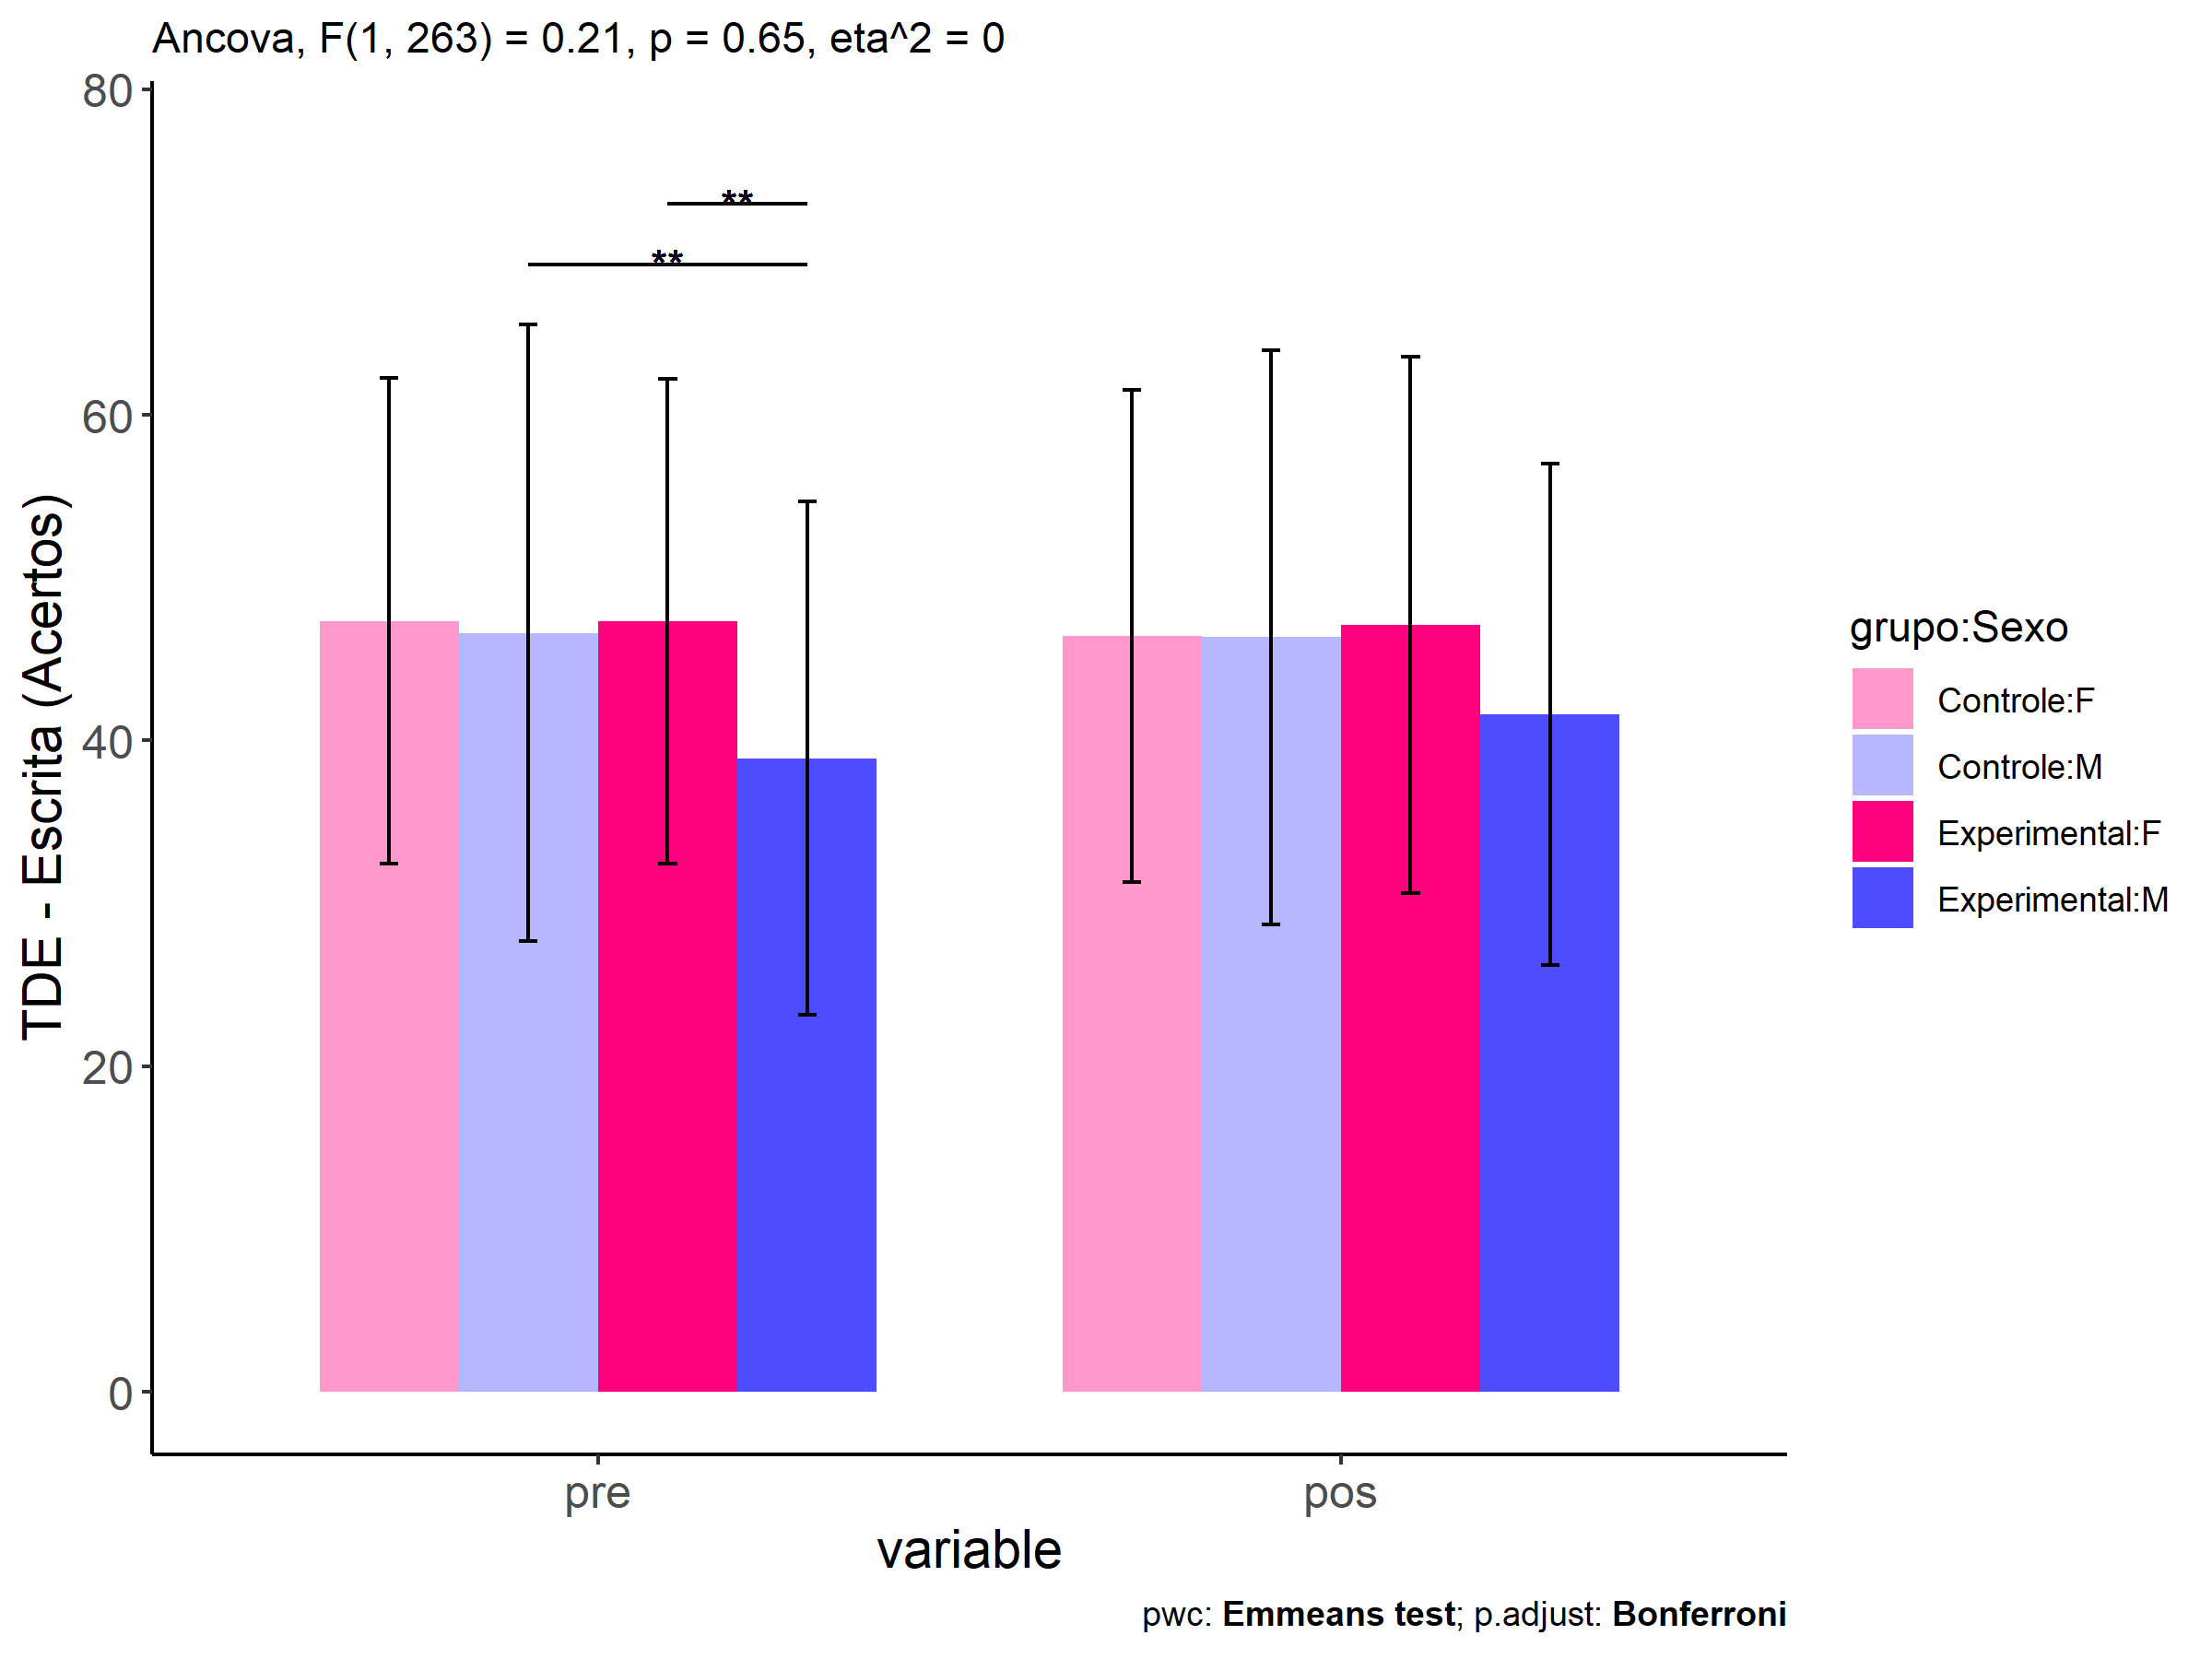 Ancova, F(1, 263) = 0.21, p = 0.65, eta^2 = 0
80
60
40
20
0
TDE - Escrita (Acertos)
**
**
pre
pos
variable
grupo:Sexo
Controle:F
Controle:M
Experimental:F
Experimental:M
pwc: Emmeans test; p.adjust: Bonferroni